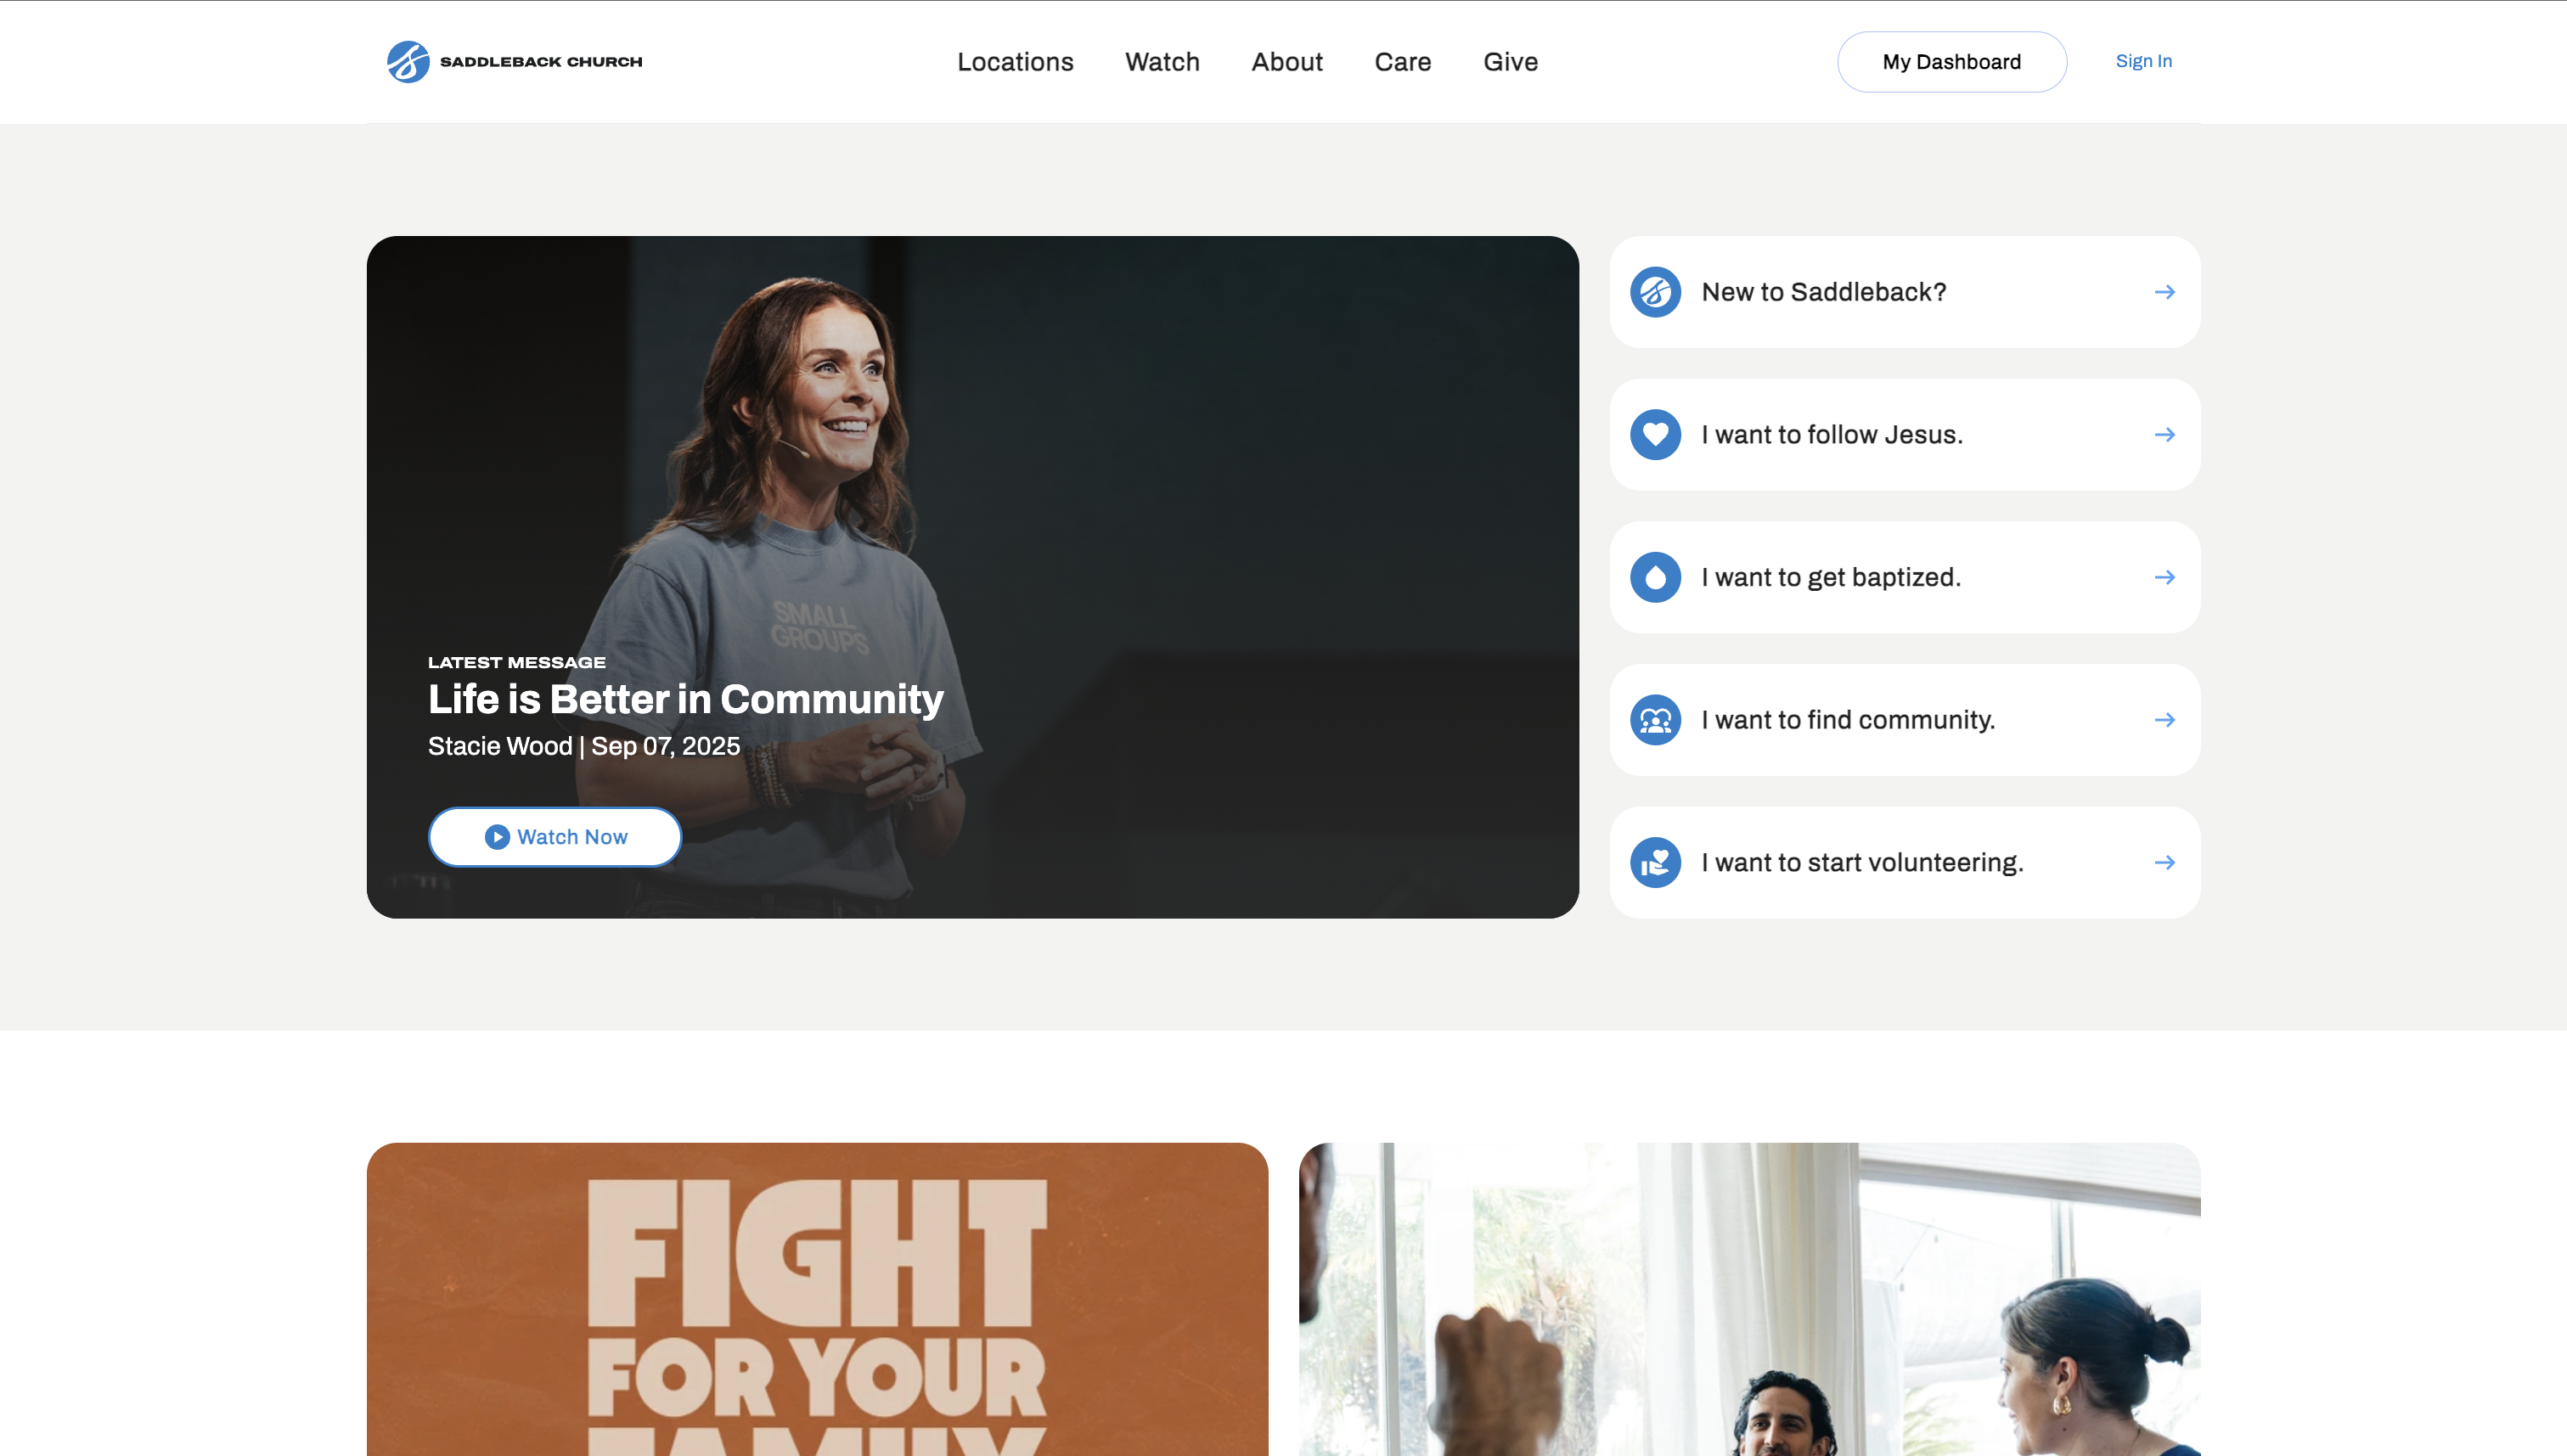 SADDLEBACK CHURCH
Locations
Watch
About
Care
Give
My Dashboard
Sign In
SMALL
GROUPS
LATEST MESSAGE
Life is Better in Community
Stacie Wood | Sep 07, 2025
Watch Now
New to Saddleback?
I want to follow Jesus.
I want to get baptized.
I want to find community.
I want to start volunteering.
FIGHT
FOR YOUR
FAMILY